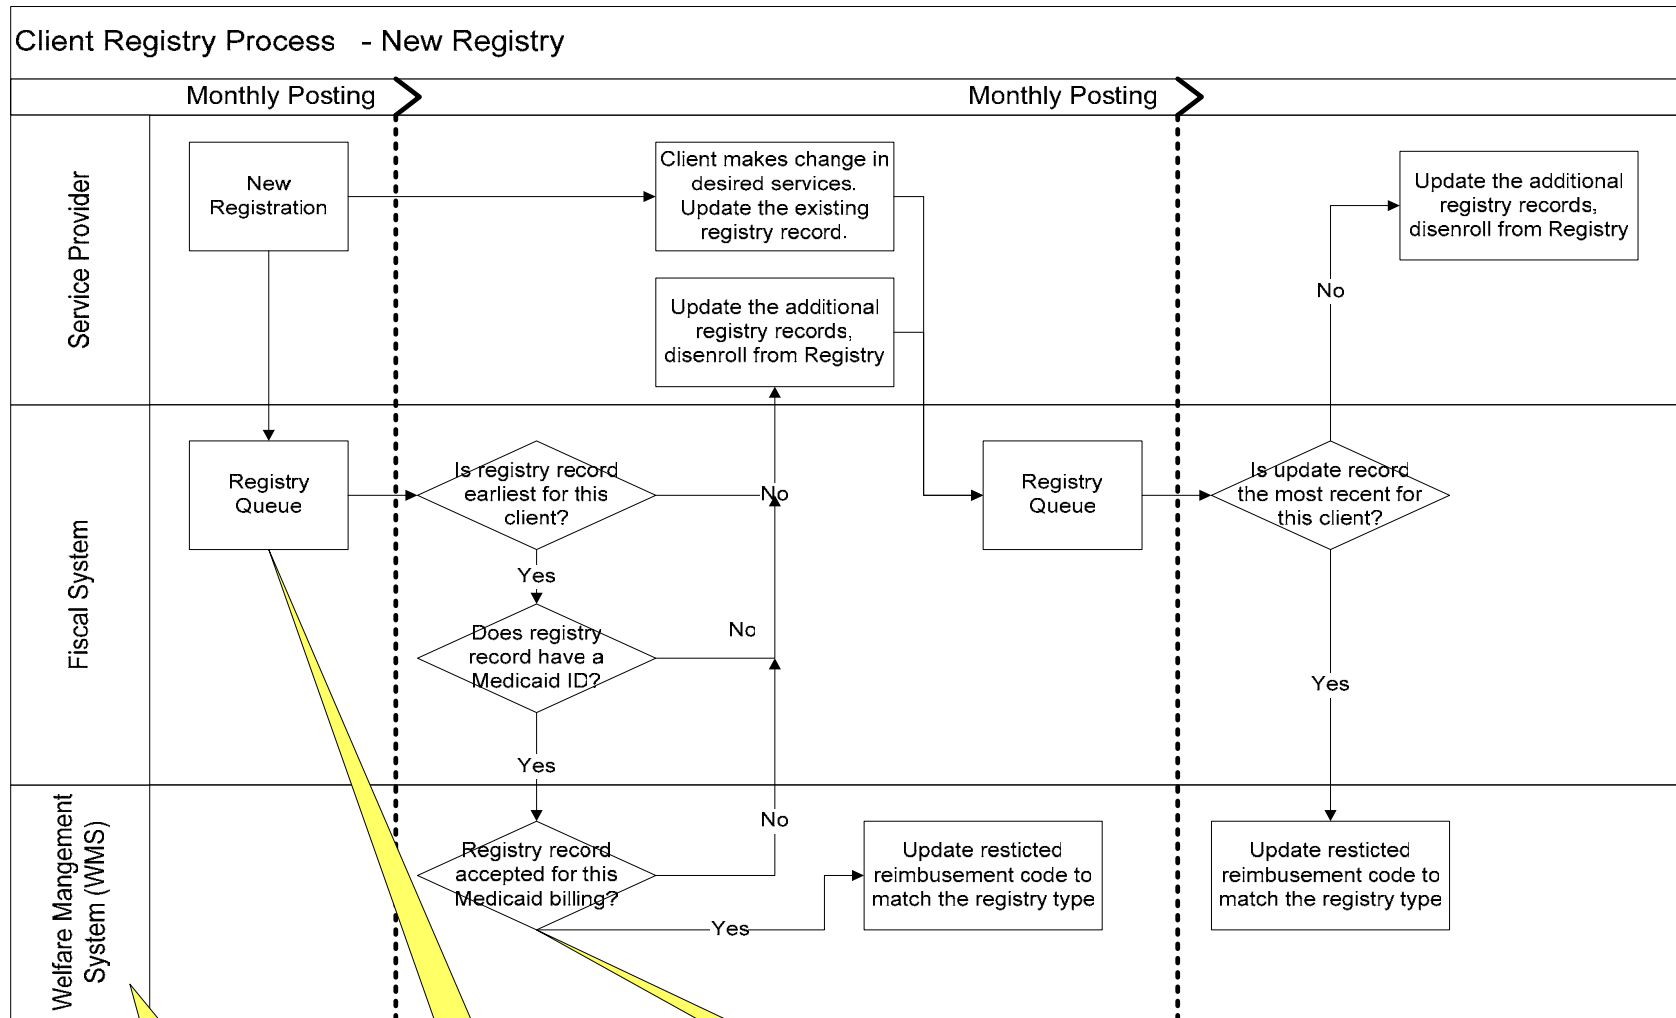 Client Registry Process - New Registry
Monthly Posting
Monthly Posting
Service Provider
New
Registration
Client makes change in
desired services.
Update the existing
registry record.
Update the additional
registry records,
disenroll from Registry
Update the additional
registry records,
disenroll from Registry
No
Fiscal System
Registry
Queue
Is registry record
earliest for this
client?
No
Registry
Queue
Is update record
the most recent for
this client?
Yes
Does registry
record have a
Medicaid ID?
No
Yes
Yes
Welfare Mangement
System (WMS)
No
Registry record
accepted for this
Medicaid billing?
Yes
Update resticted
reimbusement code to
match the registry type
Update resticted
reimbusement code to
match the registry type